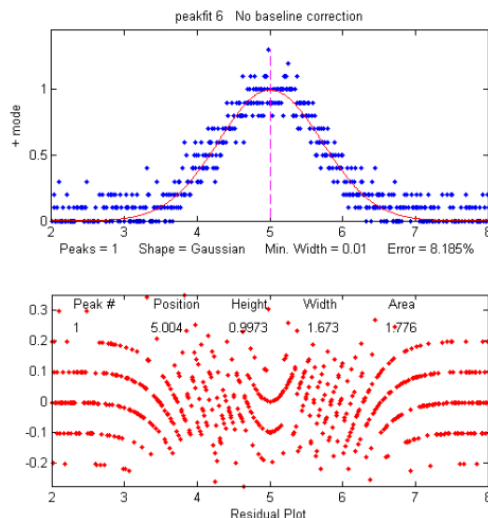 peakfit 6 No baseline correction
1
0.5
0
+ mode
2 3 4 5 6 7 8
Peaks = 1 Shape = Gaussian Min. Width = 0.01 Error = 8.185%
Peak # Position Height Width Area
1 5.004 0.9973 1.673 1.776
0.3
0.2
0.1
0
-0.1
-0.2
2 3 4 5 6 7 8
Residual Plot